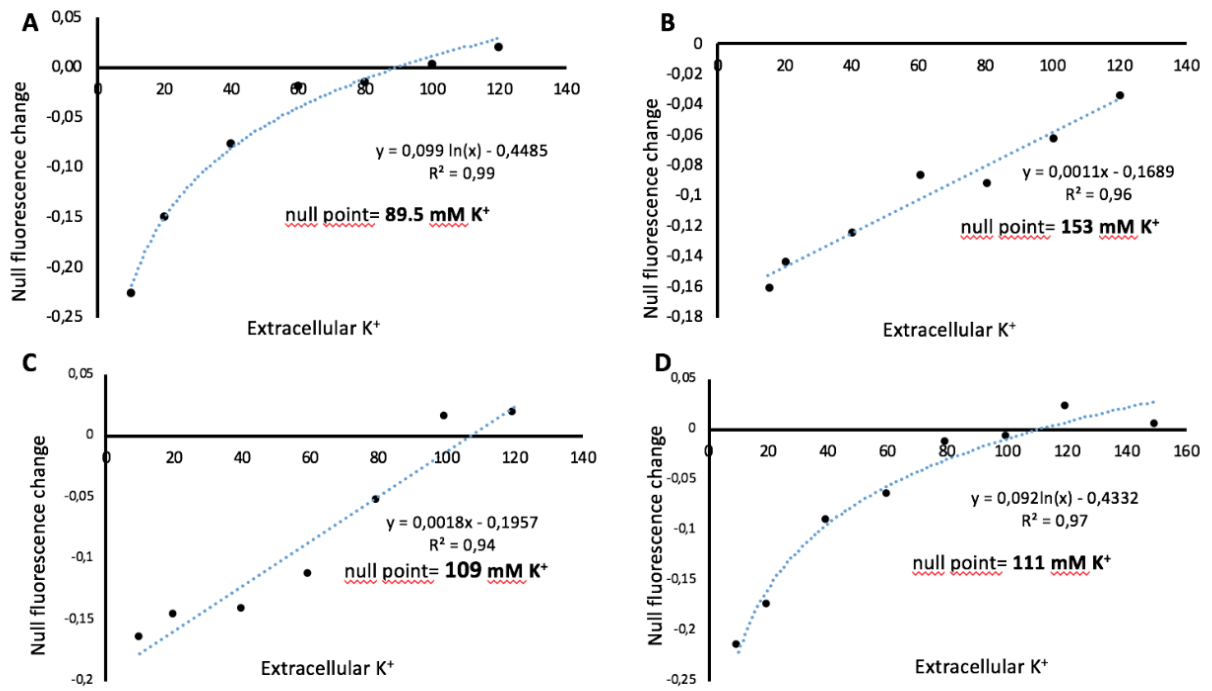 A
0,05
0,00
-0,05
-0,10
-0,15
-0,20
-0,25
0 20 40 60 80 100 120 140
Null fluorescence change
y = 0,099 ln(x) - 0,4485
R² = 0,99
null point= 89.5 mM K⁺
Extracellular K⁺
B
0
-0,02
-0,04
-0,06
-0,08
-0,1
-0,12
-0,14
-0,16
-0,18
0 20 40 60 80 100 120 140
Null fluorescence change
y = 0,0011x - 0,1689
R² = 0,96
null point= 153 mM K⁺
Extracellular K⁺
C
0,05
0
-0,05
-0,1
-0,15
-0,2
0 20 40 60 80 100 120 140
Null fluorescence change
y = 0,0018x - 0,1957
R² = 0,94
null point= 109 mM K⁺
Extracellular K⁺
D
0,05
0
-0,05
-0,1
-0,15
-0,2
-0,25
0 20 40 60 80 100 120 140 160
Null fluorescence change
y = 0,092ln(x) - 0,4332
R² = 0,97
null point= 111 mM K⁺
Extracellular K⁺